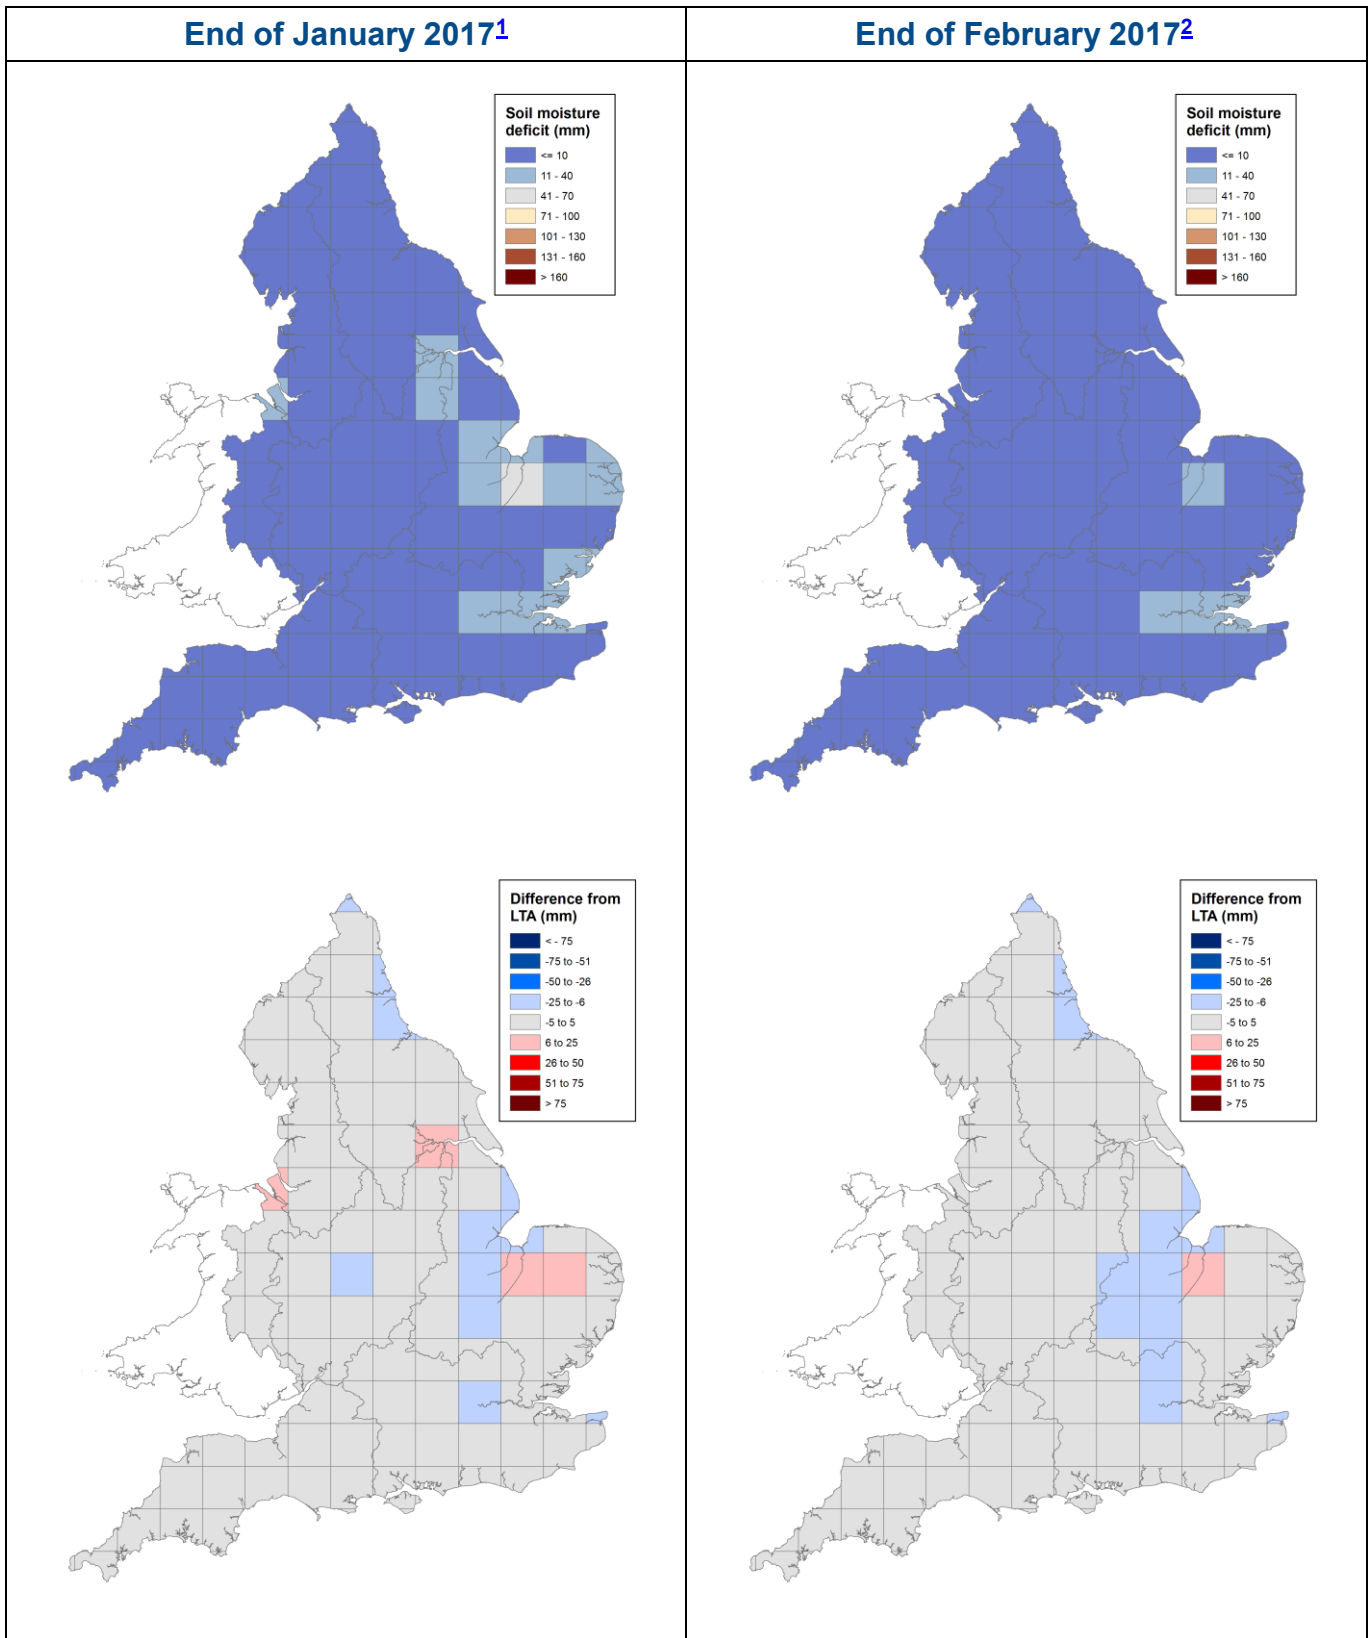 End of January 2017¹
End of February 2017²
Soil moisture
deficit (mm)
<= 10
11 - 40
41 - 70
71 - 100
101 - 130
131 - 160
> 160
Soil moisture
deficit (mm)
<= 10
11 - 40
41 - 70
71 - 100
101 - 130
131 - 160
> 160
Difference from
LTA (mm)
< - 75
-75 to -51
-50 to -26
-25 to -6
-5 to 5
6 to 25
26 to 50
51 to 75
> 75
Difference from
LTA (mm)
< - 75
-75 to -51
-50 to -26
-25 to -6
-5 to 5
6 to 25
26 to 50
51 to 75
> 75